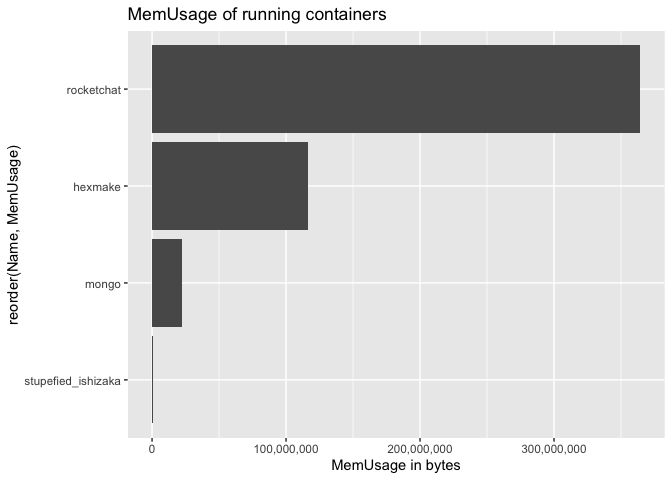 MemUsage of running containers
reorder(Name, MemUsage)
rocketchat
hexmake
mongo
stupefied_ishizaka
0
100,000,000
200,000,000
300,000,000
MemUsage in bytes